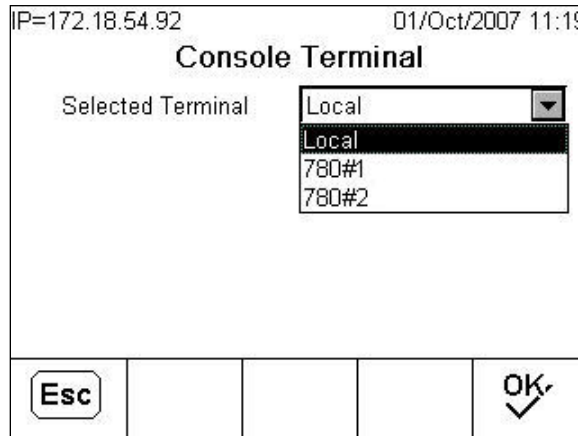 IP=172.18.54.92 01/Oct/2007 11:19
Console Terminal
Selected Terminal Local
Local
780#1
780#2
Esc OK